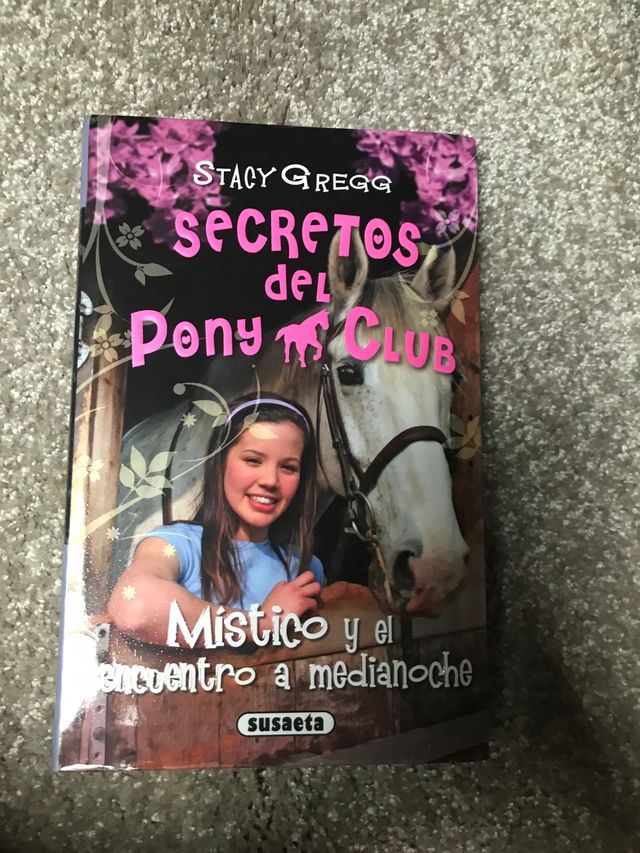 STACY GREGG
SECRETOS
DEL
PONY CLUB
Místico y el
encuentro a medianoche
susaeta